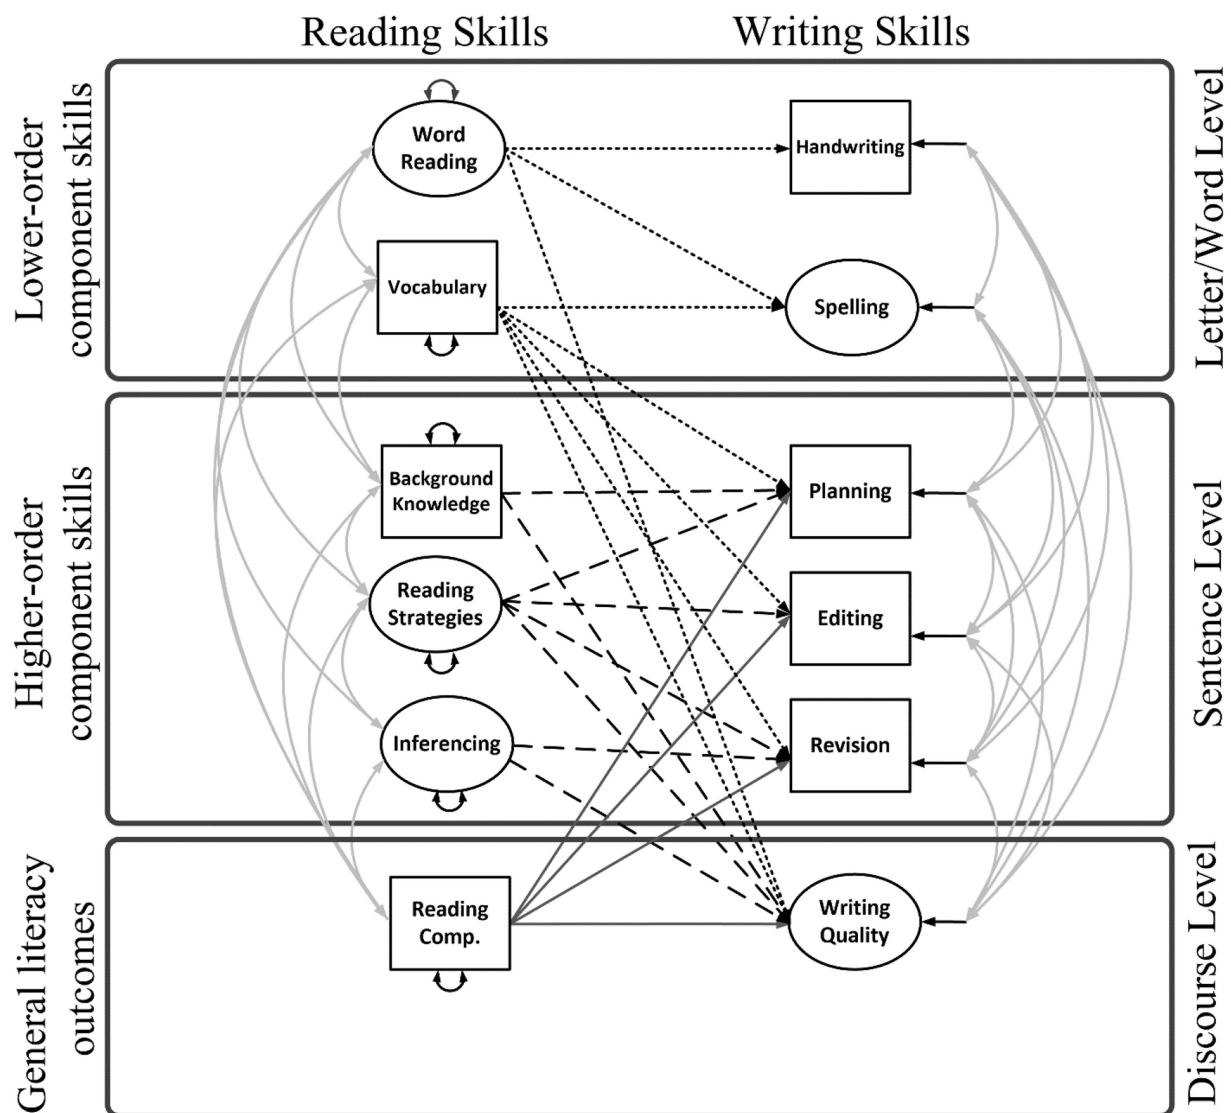 Reading Skills
Writing Skills
Lower-order
component skills
Letter/Word Level
Word
Reading
Handwriting
Vocabulary
Spelling
Higher-order
component skills
Sentence Level
Background
Knowledge
Planning
Reading
Strategies
Editing
Inferencing
Revision
General literacy
outcomes
Discourse Level
Reading
Comp.
Writing
Quality